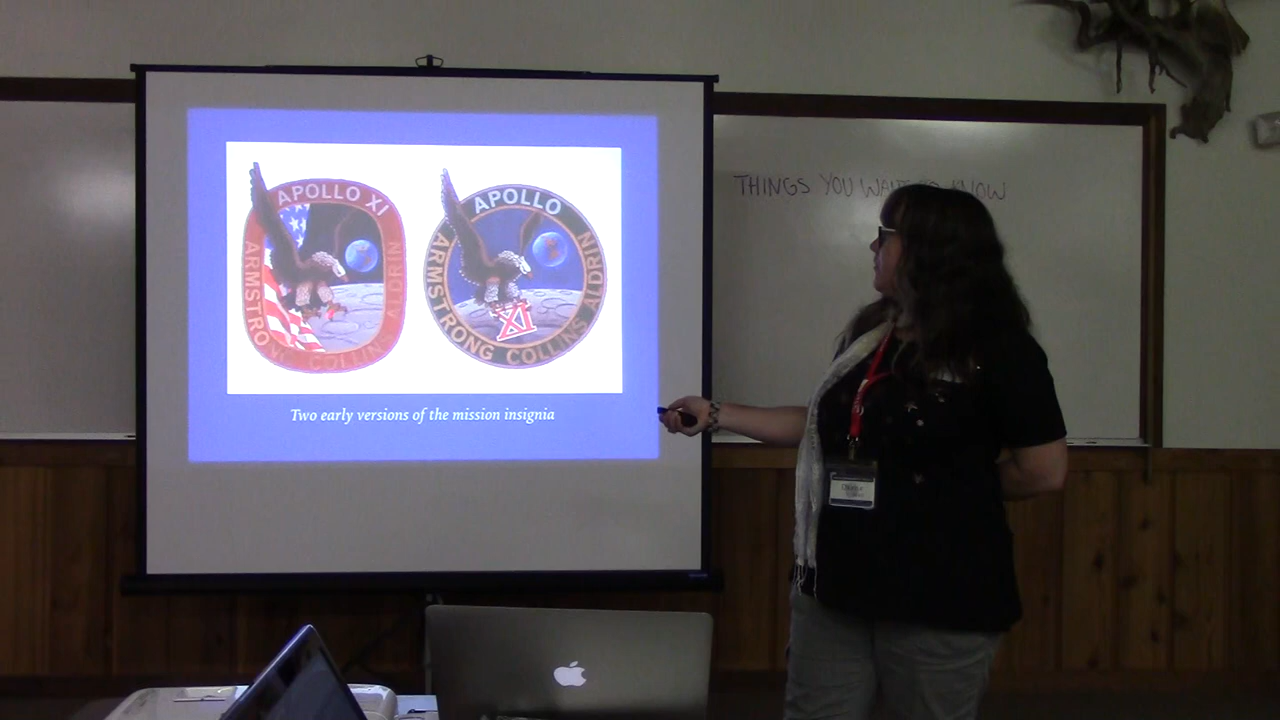 APOLLO XI
ARMSTRONG COLLINS ALDRIN
APOLLO
ARMSTRONG COLLINS ALDRIN
XI
Two early versions of the mission insignia
THINGS YOU WANT TO KNOW